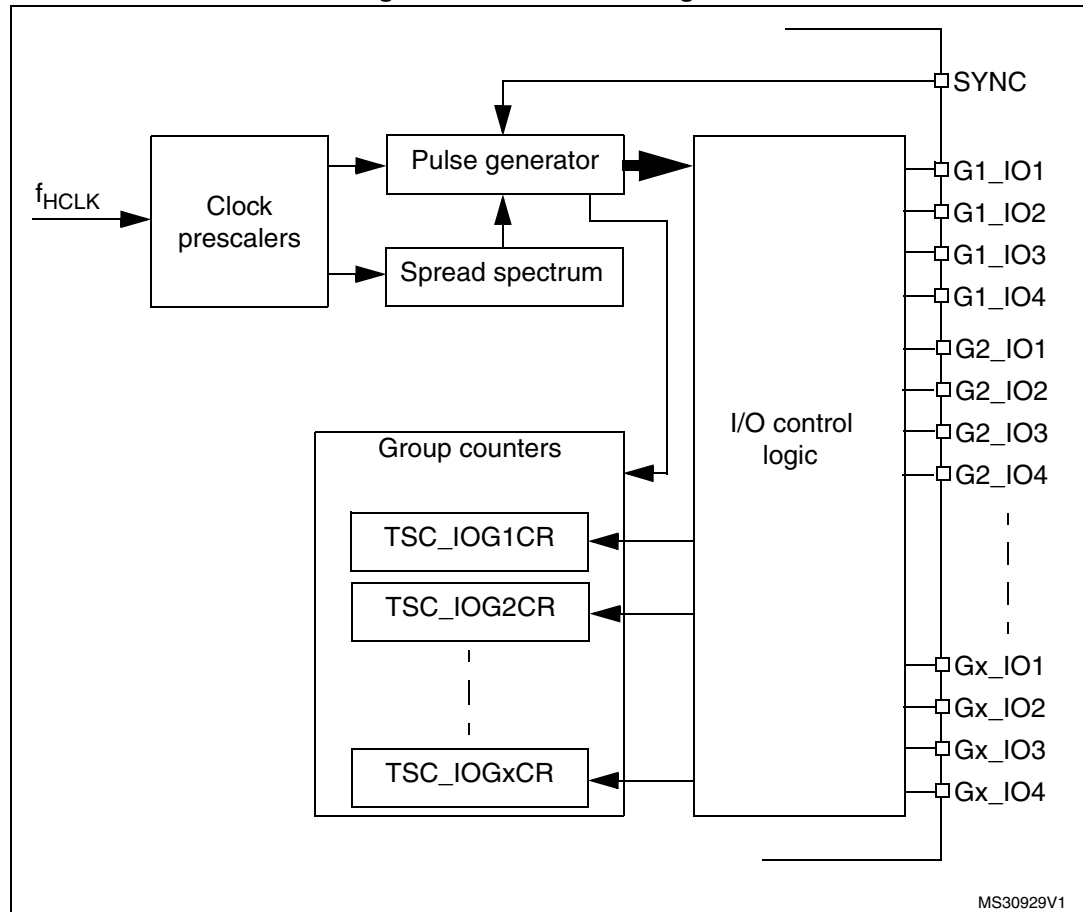 SYNC
Pulse generator
f_HCLK
Clock
prescalers
Spread spectrum
G1_IO1
G1_IO2
G1_IO3
G1_IO4
G2_IO1
G2_IO2
G2_IO3
G2_IO4
I/O control
logic
Group counters
TSC_IOG1CR
TSC_IOG2CR
TSC_IOGxCR
Gx_IO1
Gx_IO2
Gx_IO3
Gx_IO4
MS30929V1